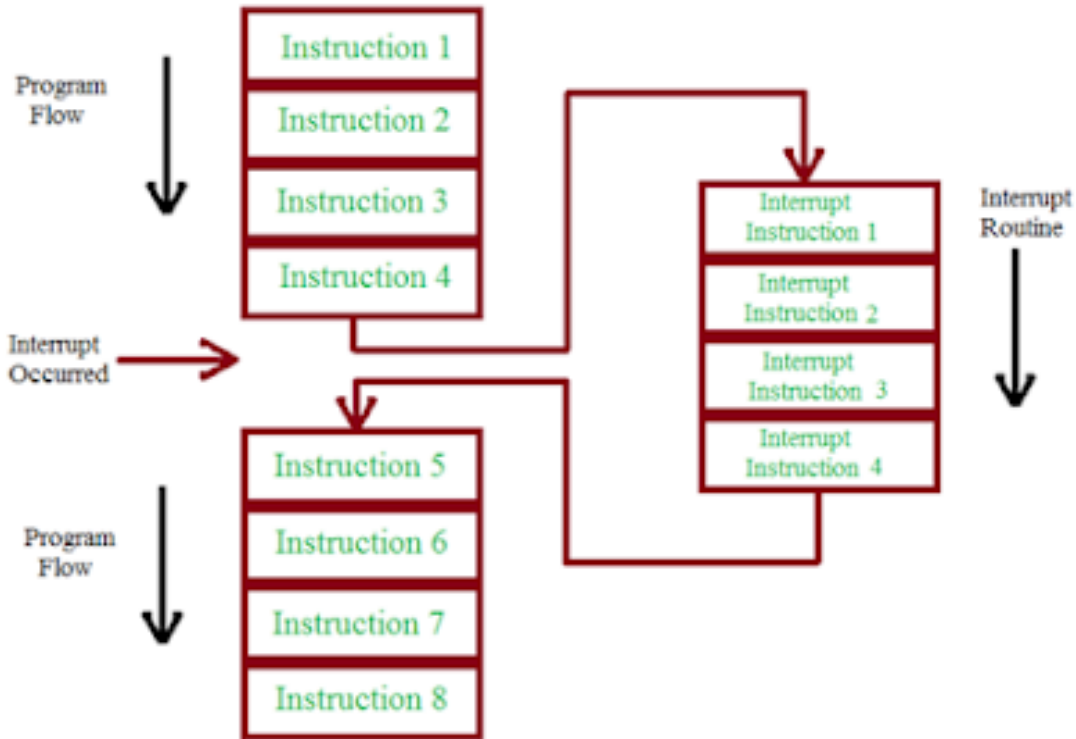 Program
Flow
Instruction 1
Instruction 2
Instruction 3
Instruction 4
Interrupt
Occurred
Interrupt
Instruction 1
Interrupt
Instruction 2
Interrupt
Instruction 3
Interrupt
Instruction 4
Interrupt
Routine
Program
Flow
Instruction 5
Instruction 6
Instruction 7
Instruction 8